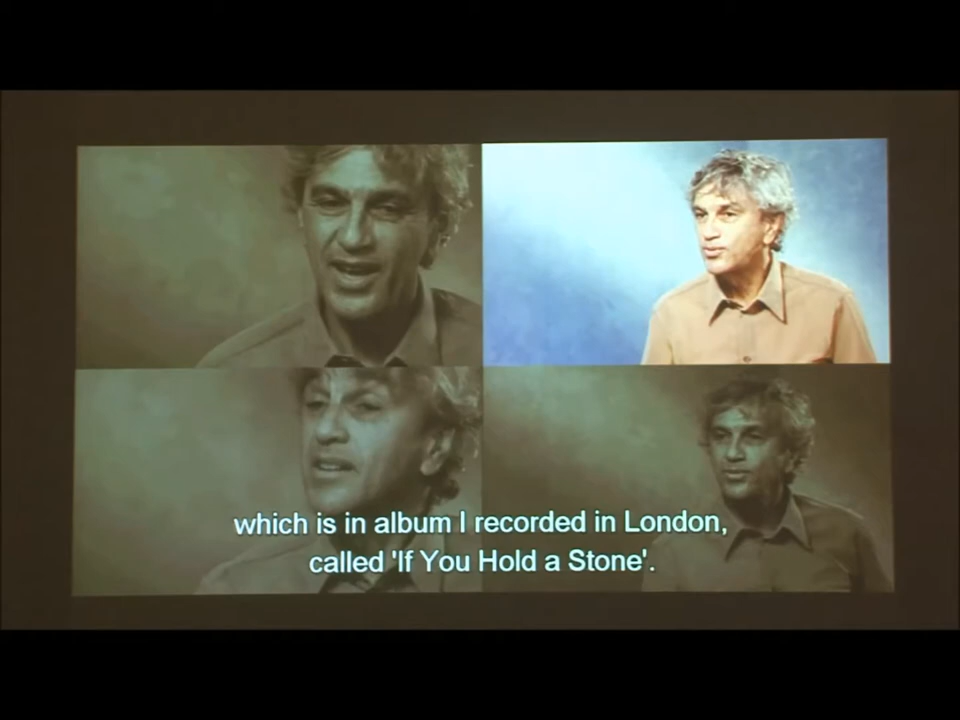 which is in album I recorded in London,
called 'If You Hold a Stone'.